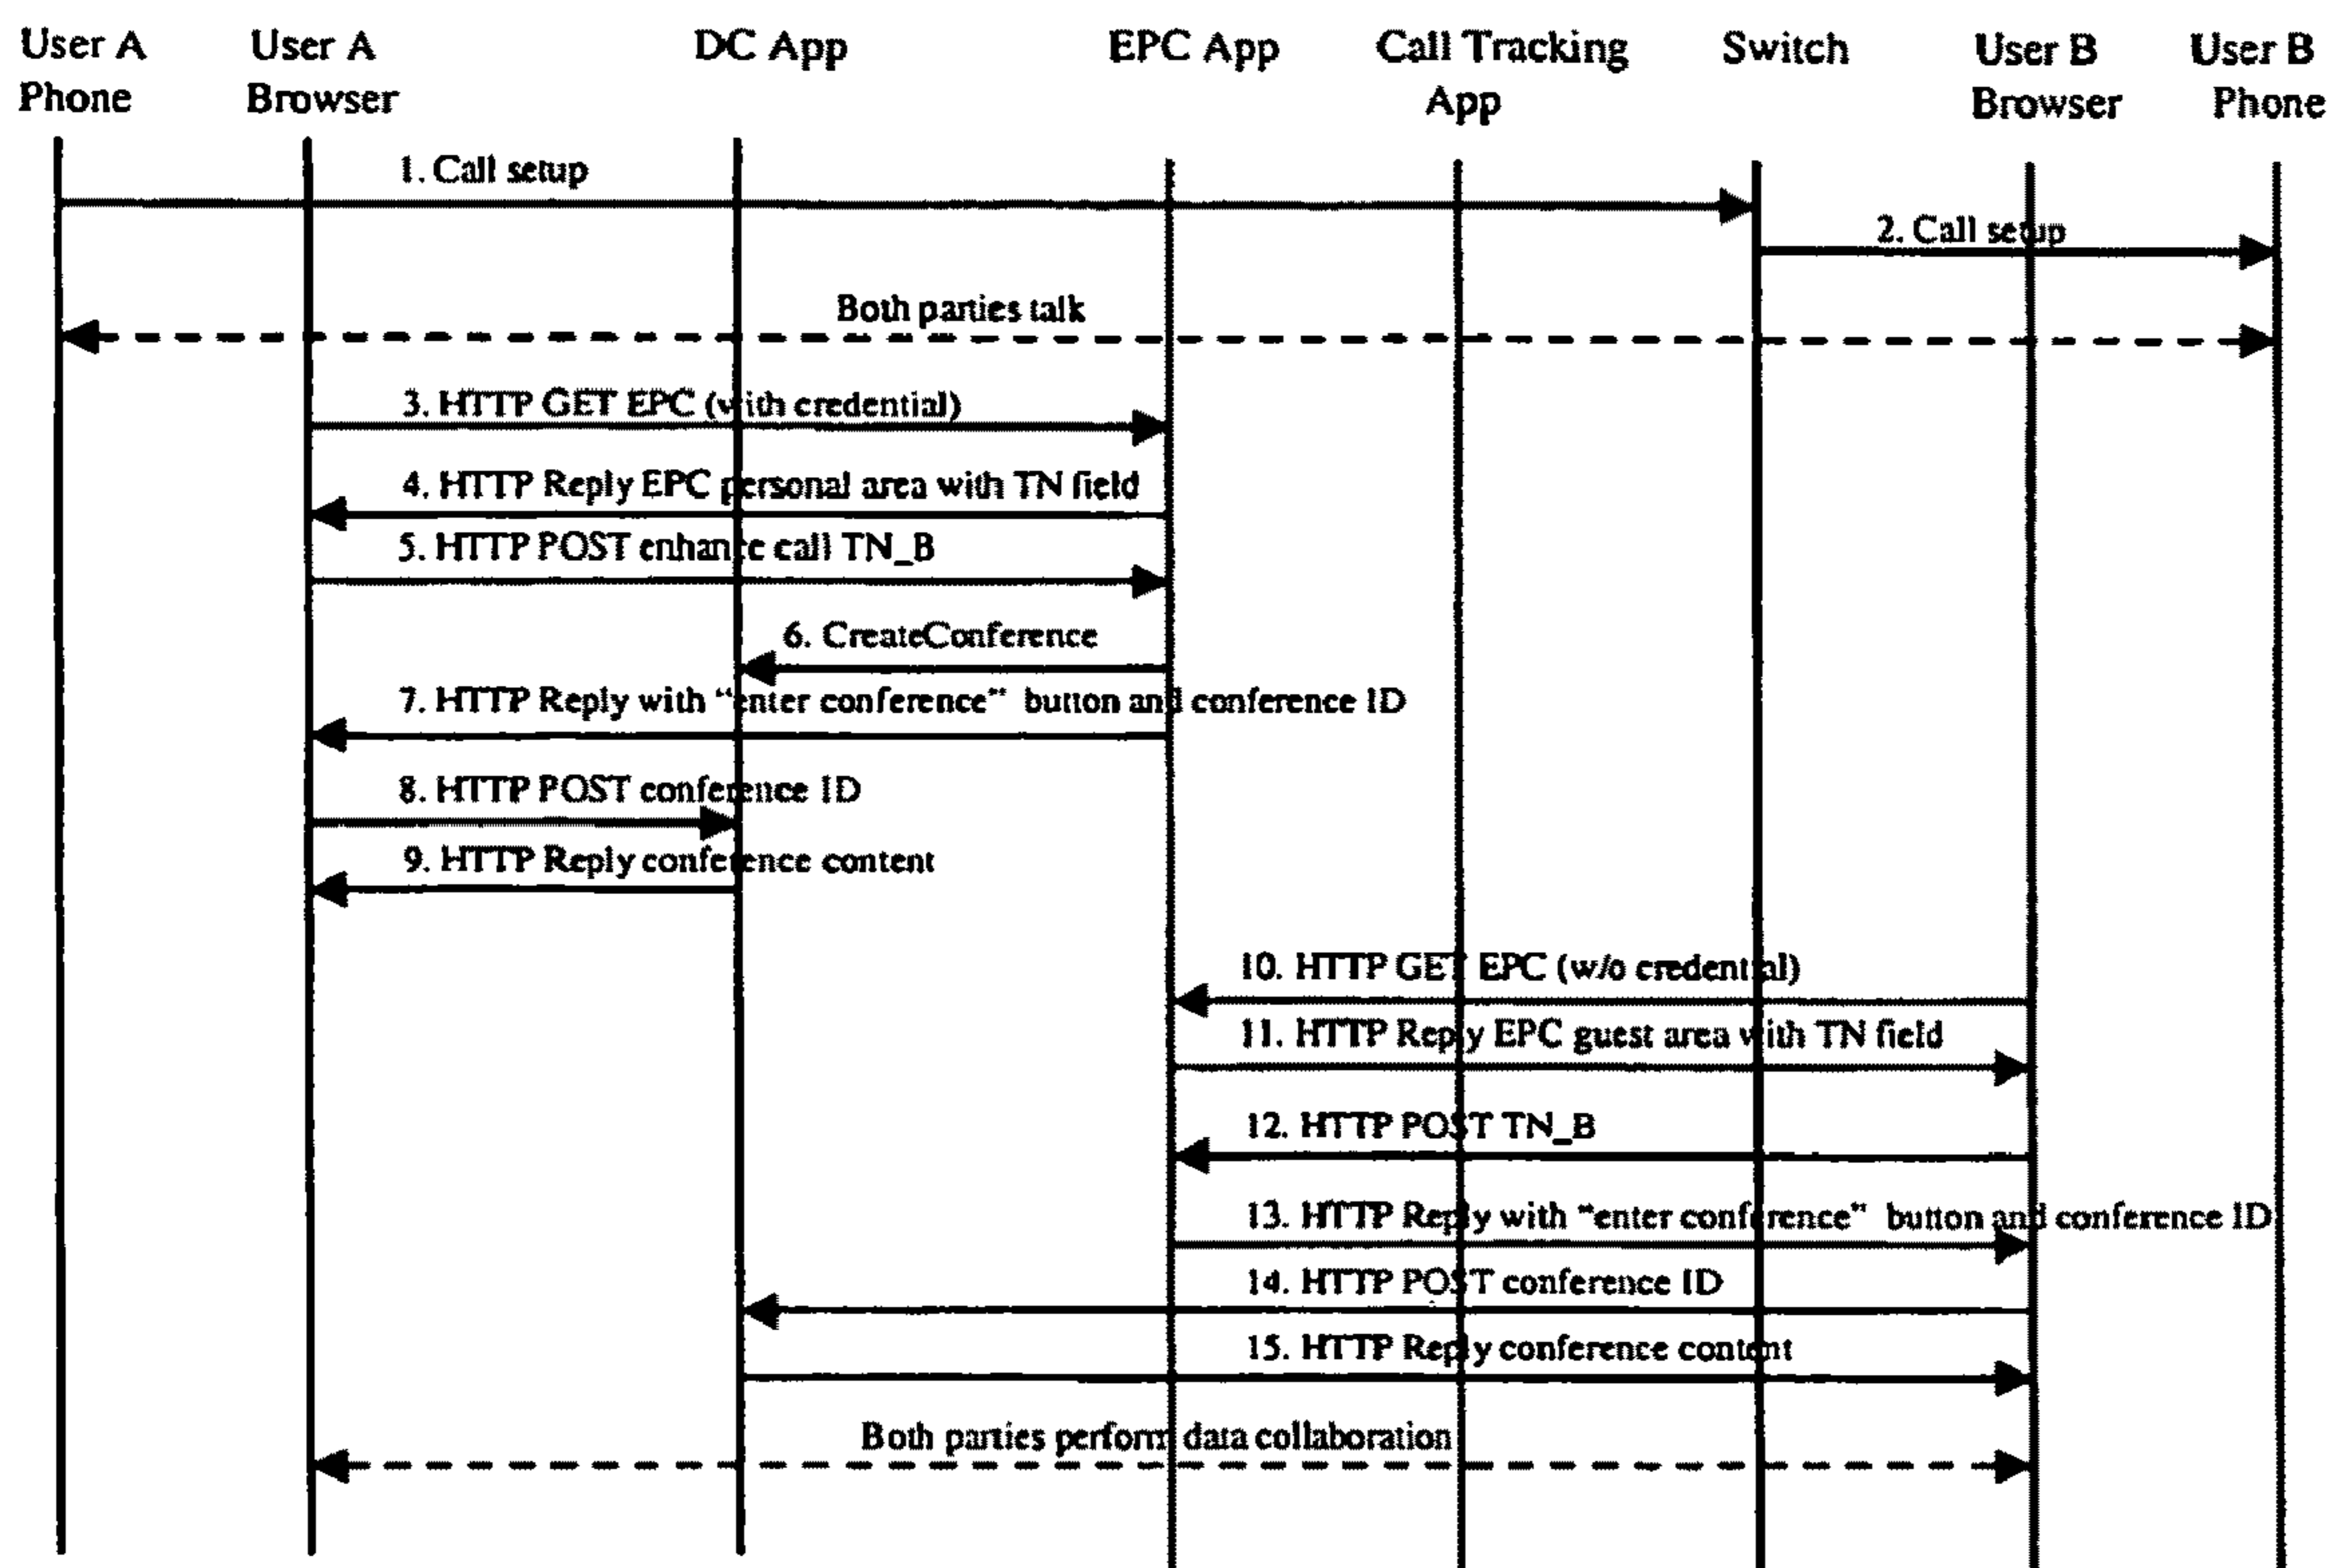 User A Phone
User A Browser
DC App
EPC App
Call Tracking App
Switch
User B Browser
User B Phone
1. Call setup
2. Call setup
Both parties talk
3. HTTP GET EPC (with credential)
4. HTTP Reply EPC personal area with TN field
5. HTTP POST enhance call TN_B
6. CreateConference
7. HTTP Reply with "enter conference" button and conference ID
8. HTTP POST conference ID
9. HTTP Reply conference content
10. HTTP GET EPC (w/o credential)
11. HTTP Reply EPC guest area with TN field
12. HTTP POST TN_B
13. HTTP Reply with "enter conference" button and conference ID
14. HTTP POST conference ID
15. HTTP Reply conference content
Both parties perform data collaboration